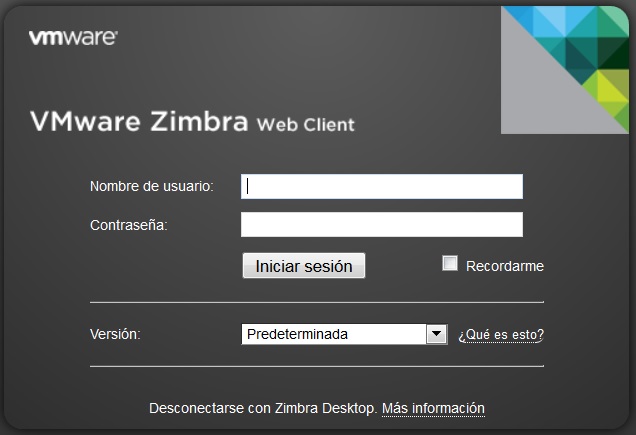 vmware
VMware Zimbra Web Client
Nombre de usuario:
Contraseña:
Iniciar sesión
Recordarme
Versión:
Predeterminada
¿Qué es esto?
Desconectarse con Zimbra Desktop. Más información